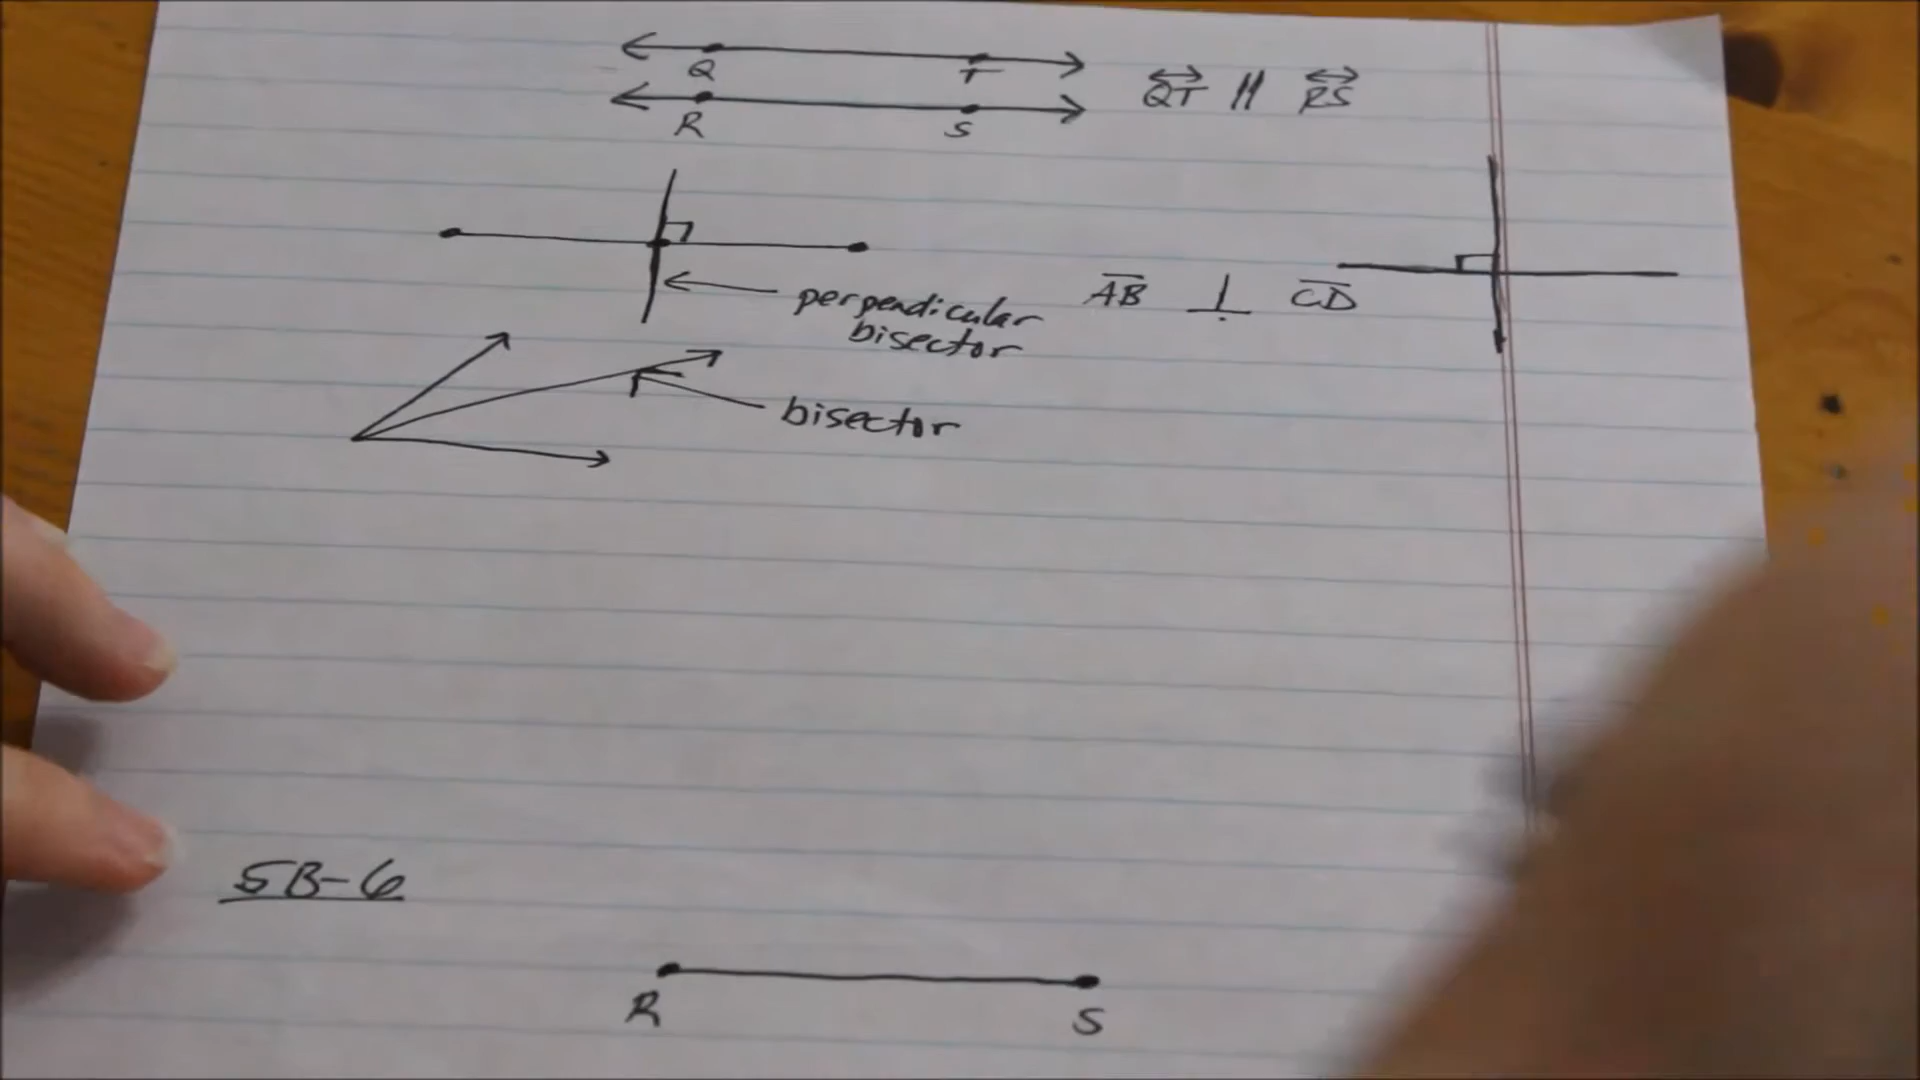 Q T
QT || RS
R S
AB ⊥ CD
perpendicular
bisector
bisector
5B-6
R S